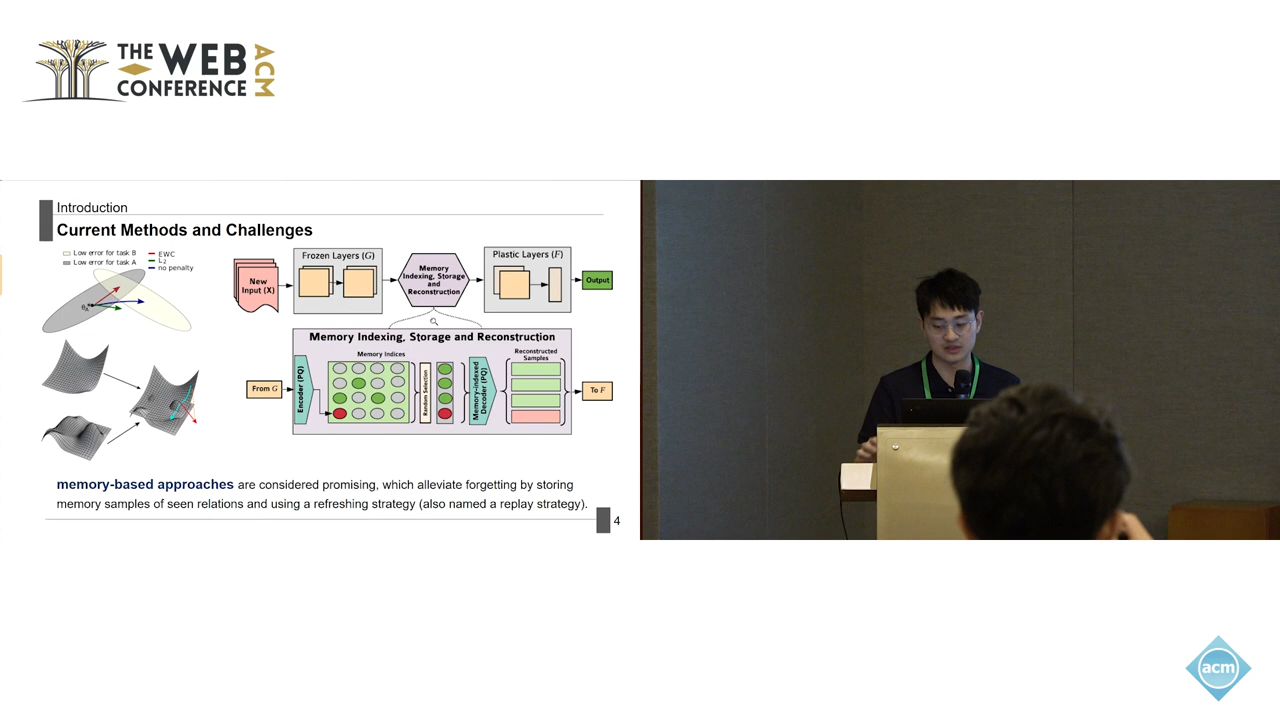 THE WEB
CONFERENCE
ACM
Introduction
Current Methods and Challenges
Low error for task B
Low error for task A
EWC
L2
no penalty
θ*A
New
Input (X)
Frozen Layers (G)
Memory
Indexing, Storage
and
Reconstruction
Plastic Layers (F)
Output
Memory Indexing, Storage and Reconstruction
From G
Encoder (PQ)
Memory Indices
Random Selection
Memory-indexed
Decoder (PQ)
Reconstructed
Samples
To F
memory-based approaches are considered promising, which alleviate forgetting by storing
memory samples of seen relations and using a refreshing strategy (also named a replay strategy).
4
acm